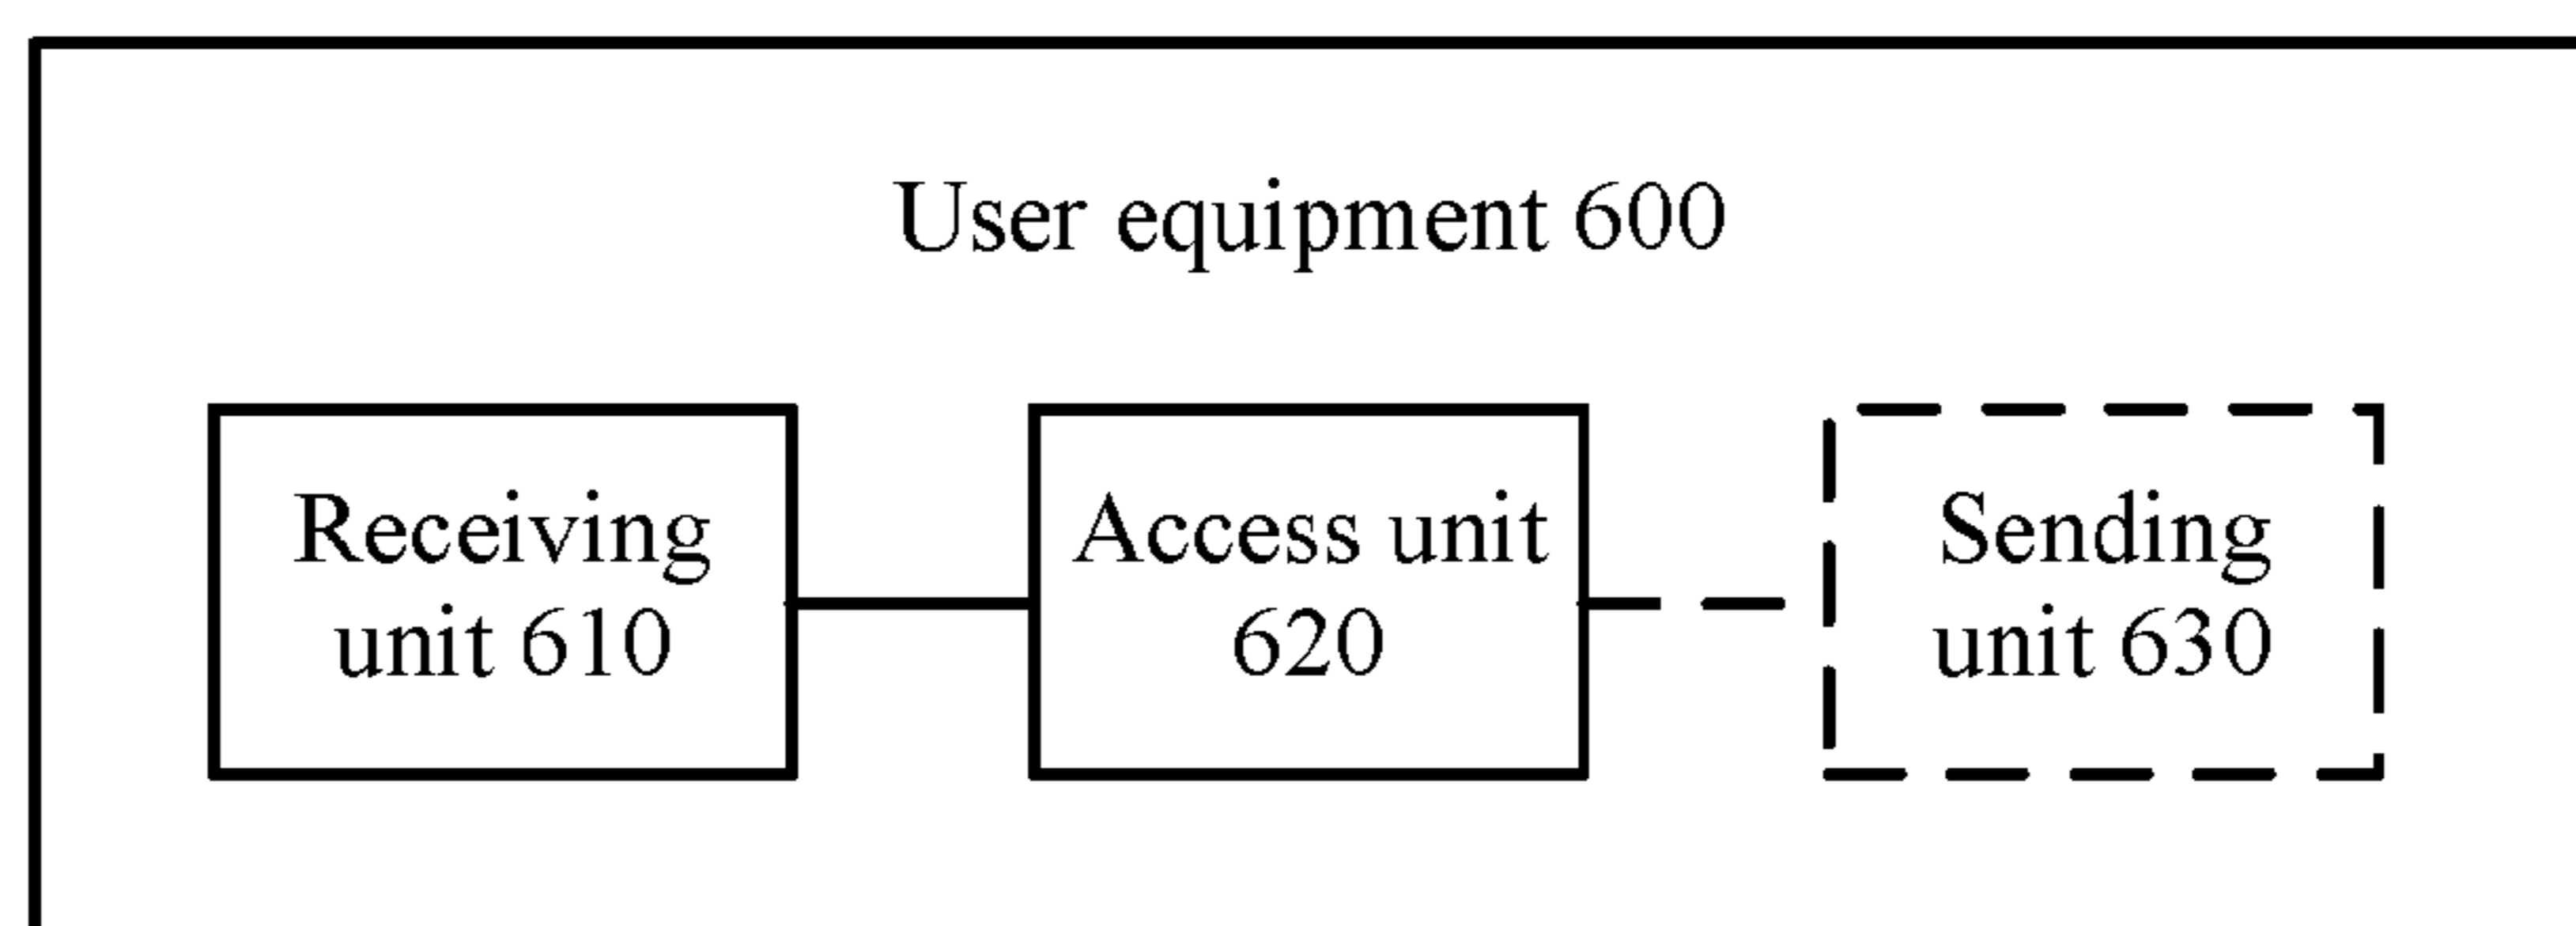 User equipment 600
Receiving
unit 610
Access unit
620
Sending
unit 630